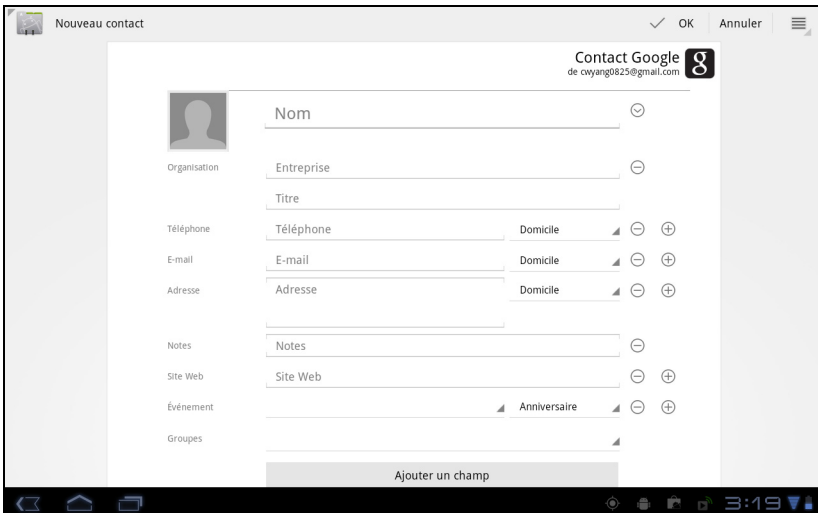 Nouveau contact OK Annuler
Contact Google
de cwyang0825@gmail.com
Nom
Organisation Entreprise
Titre
Téléphone Téléphone Domicile
E-mail E-mail Domicile
Adresse Adresse Domicile
Notes Notes
Site Web Site Web
Événement Anniversaire
Groupes
Ajouter un champ
3:19